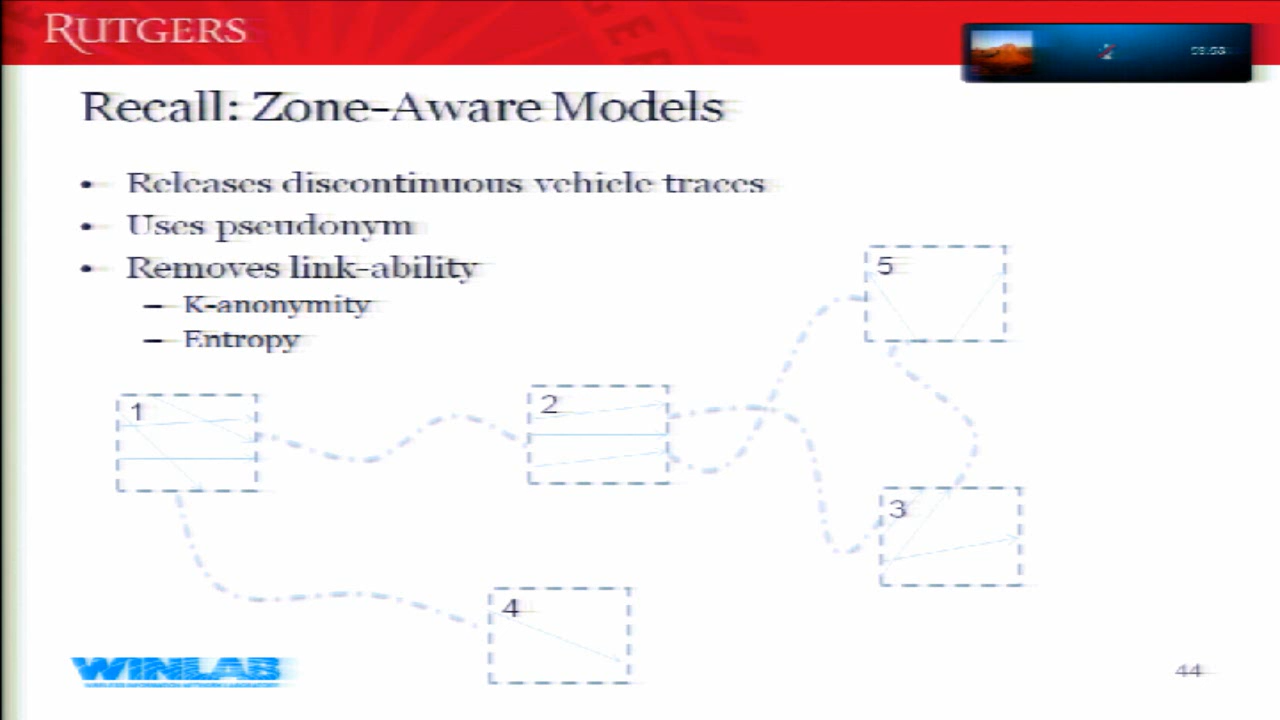 RUTGERS
Recall: Zone-Aware Models
• Releases discontinuous vehicle traces
• Uses pseudonym
• Removes link-ability
– K-anonymity
– Entropy
5
1
2
3
4
WINLAB
44